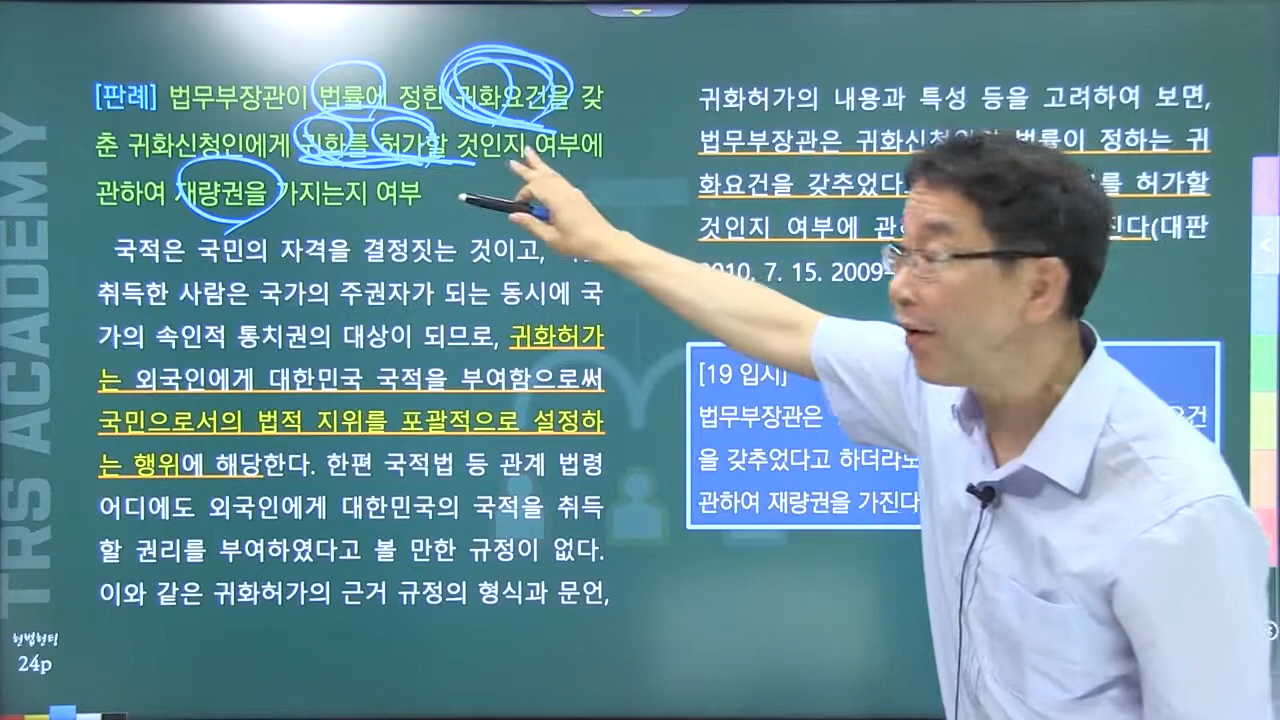 [판례] 법무부장관이 법률에 정한 귀화요건을 갖
춘 귀화신청인에게 귀화를 허가할 것인지 여부에
관하여 재량권을 가지는지 여부
국적은 국민의 자격을 결정짓는 것이고,
취득한 사람은 국가의 주권자가 되는 동시에 국
가의 속인적 통치권의 대상이 되므로, 귀화허가
는 외국인에게 대한민국 국적을 부여함으로써
국민으로서의 법적 지위를 포괄적으로 설정하
는 행위에 해당한다. 한편 국적법 등 관계 법령
어디에도 외국인에게 대한민국의 국적을 취득
할 권리를 부여하였다고 볼 만한 규정이 없다.
이와 같은 귀화허가의 근거 규정의 형식과 문언,
귀화허가의 내용과 특성 등을 고려하여 보면,
법무부장관은 법률이 정하는 귀
화요건을 갖추었다 허가할
것인지 여부에 (대판
2010. 7. 15. 2009
[19 입시]
법무부장관은
을 갖추었다고
관하여 재량권을 가진다
TRS ACADEMY
헌법헌팅
24p